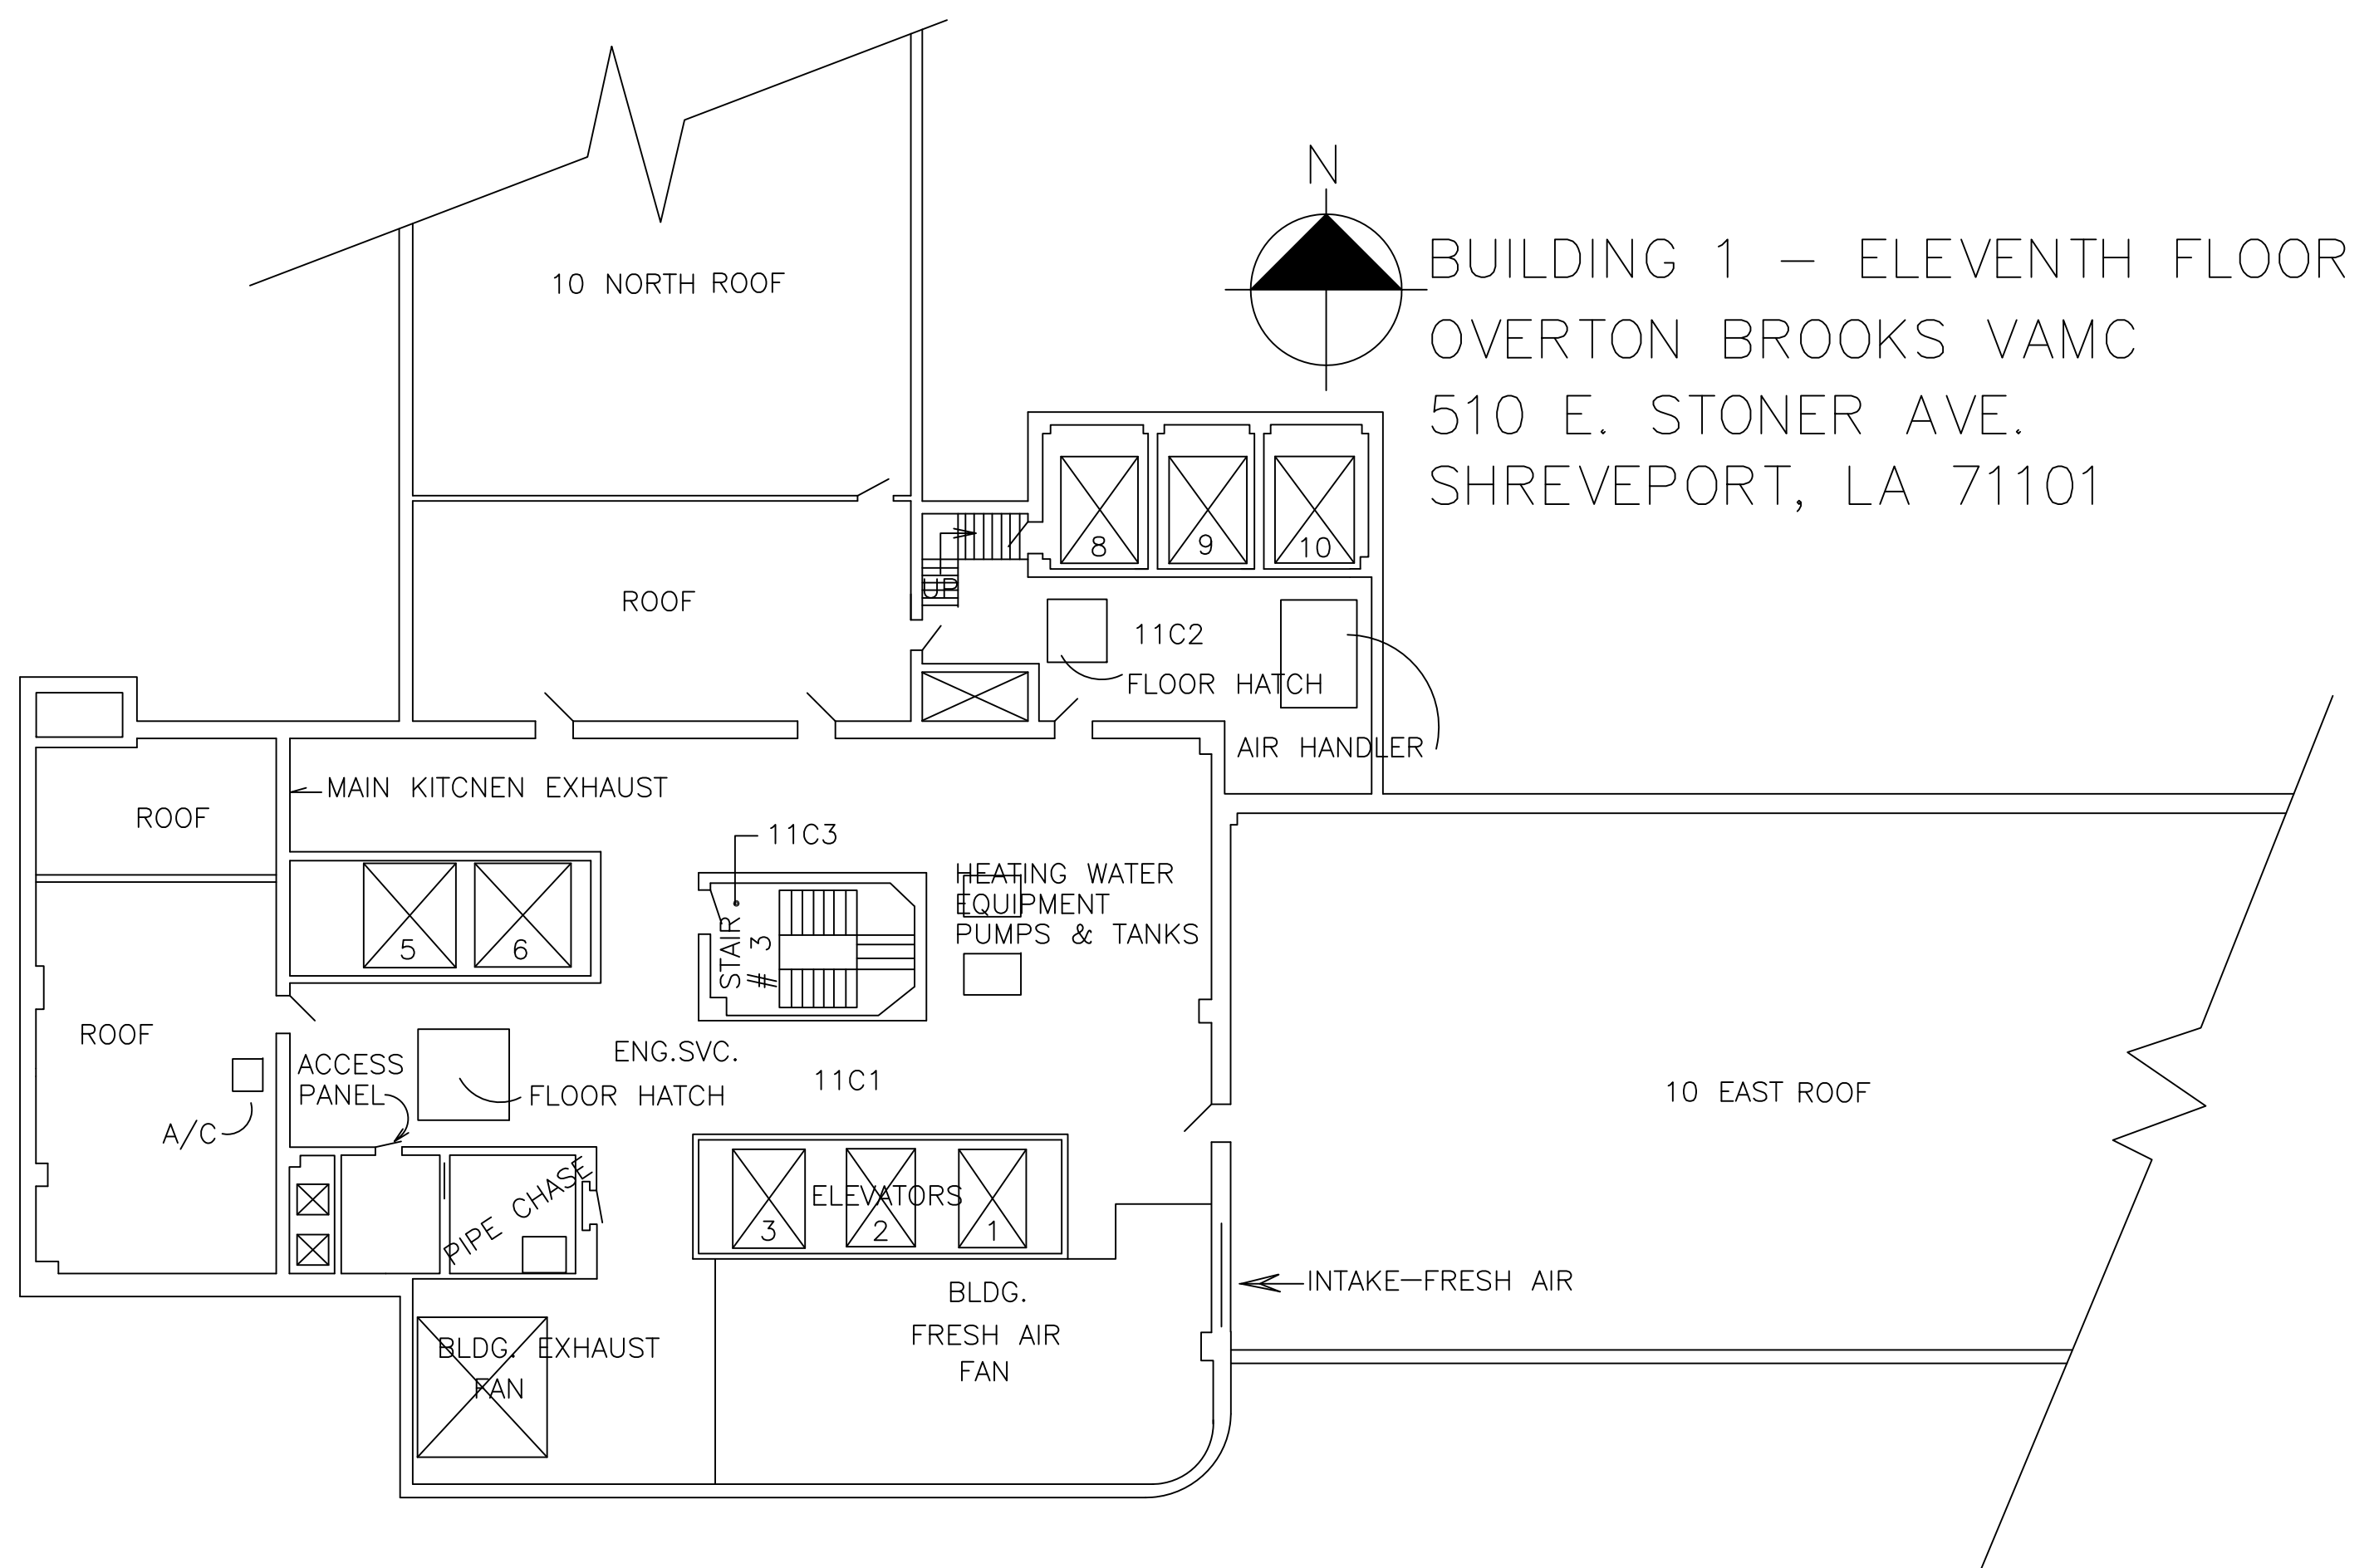 N
BUILDING 1 - ELEVENTH FLOOR
OVERTON BROOKS VAMC
510 E. STONER AVE.
SHREVEPORT, LA 71101
10 NORTH ROOF
8
9
10
UP
ROOF
11C2
FLOOR HATCH
AIR HANDLER
MAIN KITCNEN EXHAUST
ROOF
11C3
HEATING WATER
EQUIPMENT
PUMPS & TANKS
5
6
STAIR
# 3
ROOF
ENG.SVC.
11C1
ACCESS
PANEL
FLOOR HATCH
A/C
10 EAST ROOF
PIPE CHASE
ELEVATORS
3
2
1
INTAKE-FRESH AIR
BLDG.
FRESH AIR
FAN
BLDG. EXHAUST
FAN